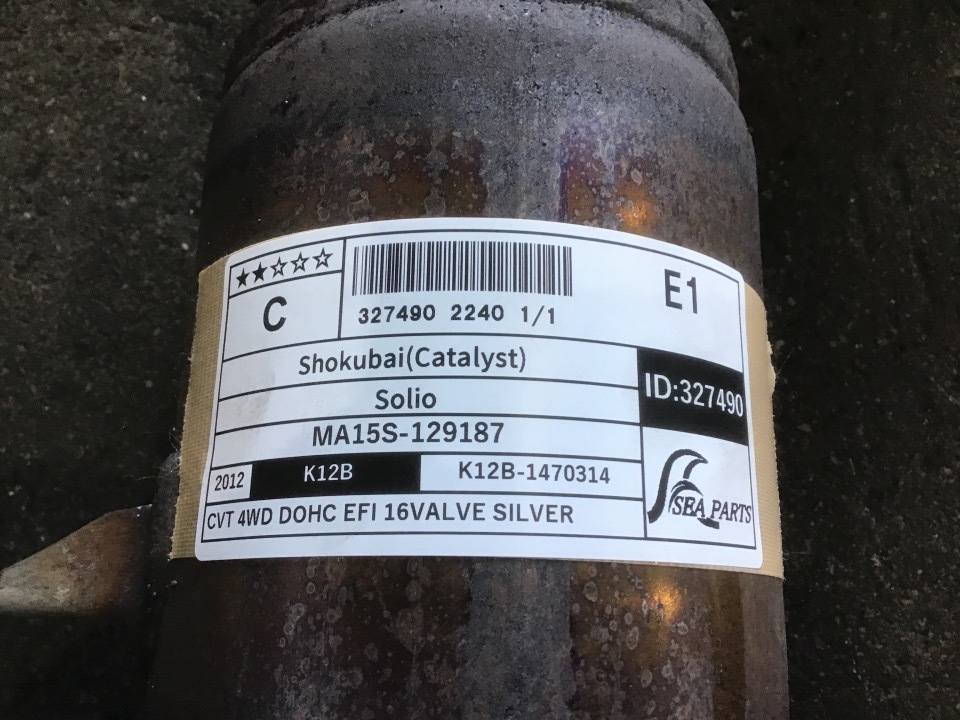 ★★☆☆☆
C
327490 2240 1/1
E1
Shokubai(Catalyst)
Solio
MA15S-129187
ID:327490
2012 K12B K12B-1470314
SEA PARTS
CVT 4WD DOHC EFI 16VALVE SILVER